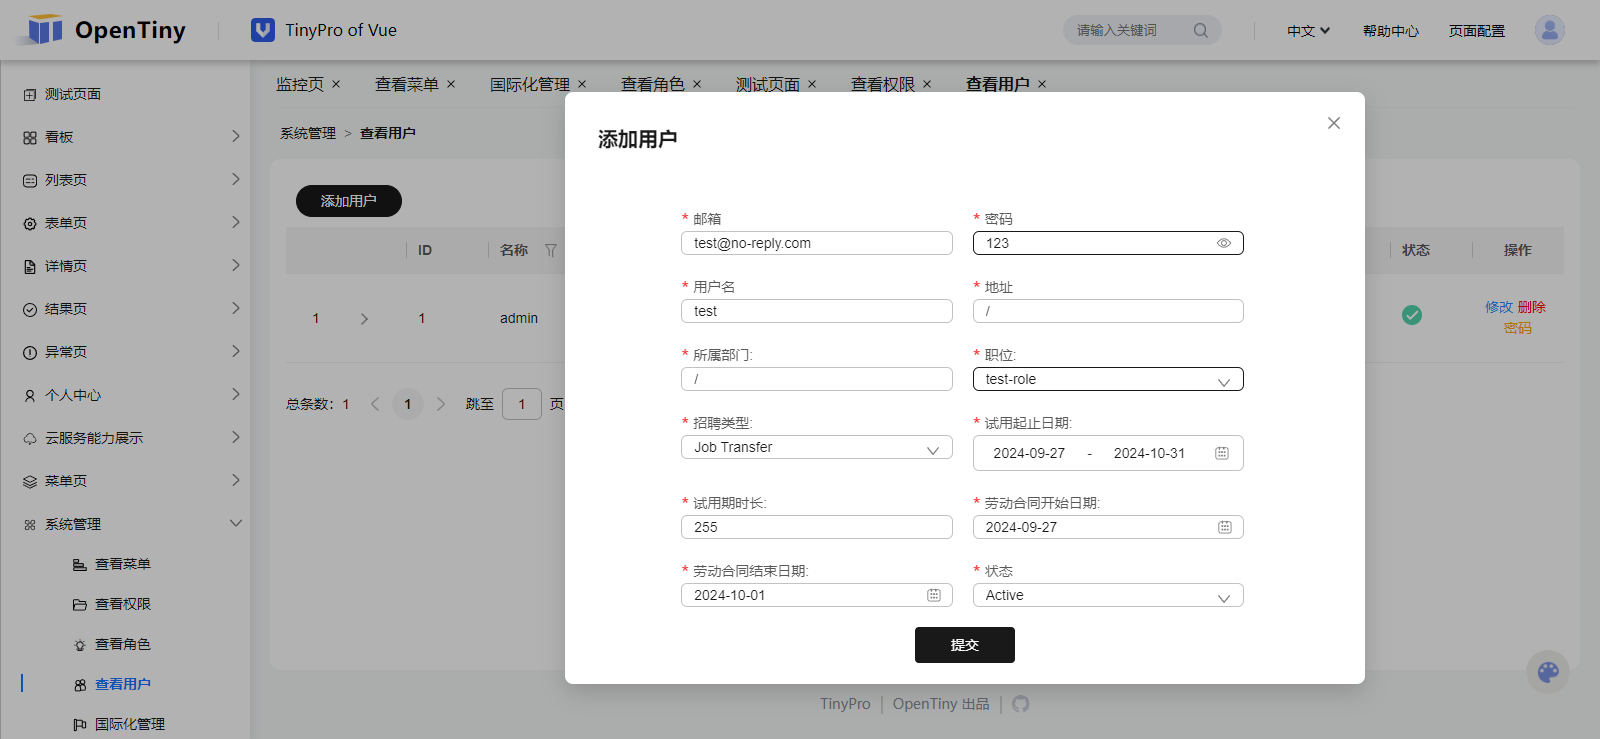 OpenTiny
TinyPro of Vue
请输入关键词
中文
帮助中心
页面配置
测试页面
看板
列表页
表单页
详情页
结果页
异常页
个人中心
云服务能力展示
菜单页
系统管理
查看菜单
查看权限
查看角色
查看用户
国际化管理
监控页 × 查看菜单 × 国际化管理 × 查看角色 × 测试页面 × 查看权限 × 查看用户 ×
系统管理 > 查看用户
添加用户
ID 名称 状态 操作
1 > 1 admin 修改 删除
密码
总条数: 1 < 1 > 跳至 1 页
添加用户
* 邮箱 * 密码
test@no-reply.com 123
* 用户名 * 地址
test /
* 所属部门: * 职位:
/ test-role
* 招聘类型: * 试用起止日期:
Job Transfer 2024-09-27 - 2024-10-31
* 试用期时长: * 劳动合同开始日期:
255 2024-09-27
* 劳动合同结束日期: * 状态
2024-10-01 Active
提交
TinyPro | OpenTiny 出品 |